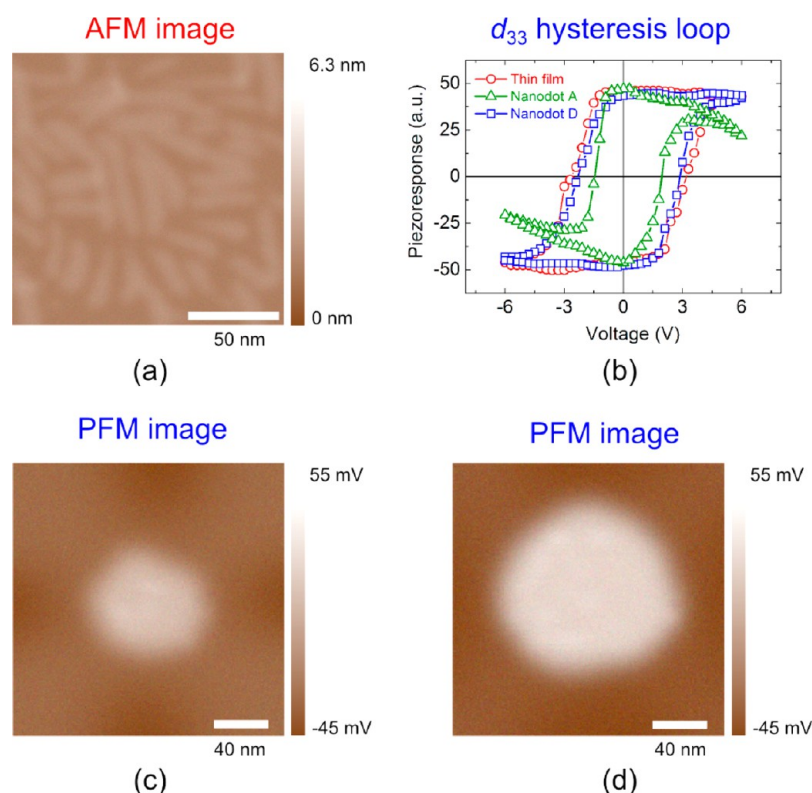 AFM image
6.3 nm
0 nm
50 nm
(a)
d33 hysteresis loop
Thin film
Nanodot A
Nanodot D
Piezoresponse (a.u.)
50
25
0
-25
-50
-6 -3 0 3 6
Voltage (V)
(b)
PFM image
55 mV
-45 mV
40 nm
(c)
PFM image
55 mV
-45 mV
40 nm
(d)